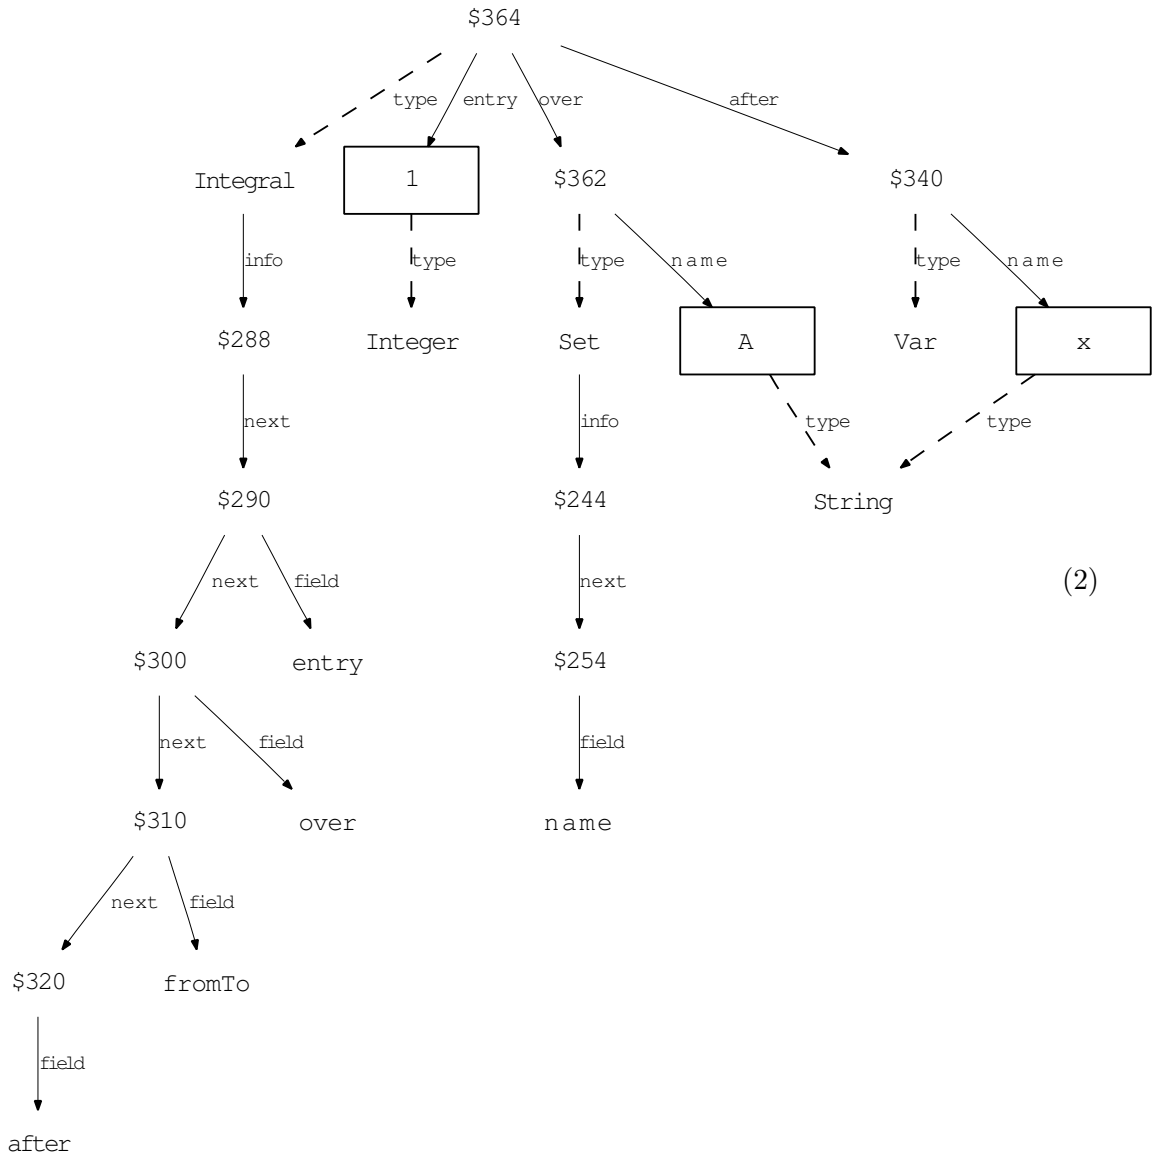 $364
type entry over after
Integral 1 $362 $340
info type type name type name
$288 Integer Set A Var x
next info type type
$290 $244 String
next field next (2)
$300 entry $254
next field field
$310 over name
next field
$320 fromTo
field
after